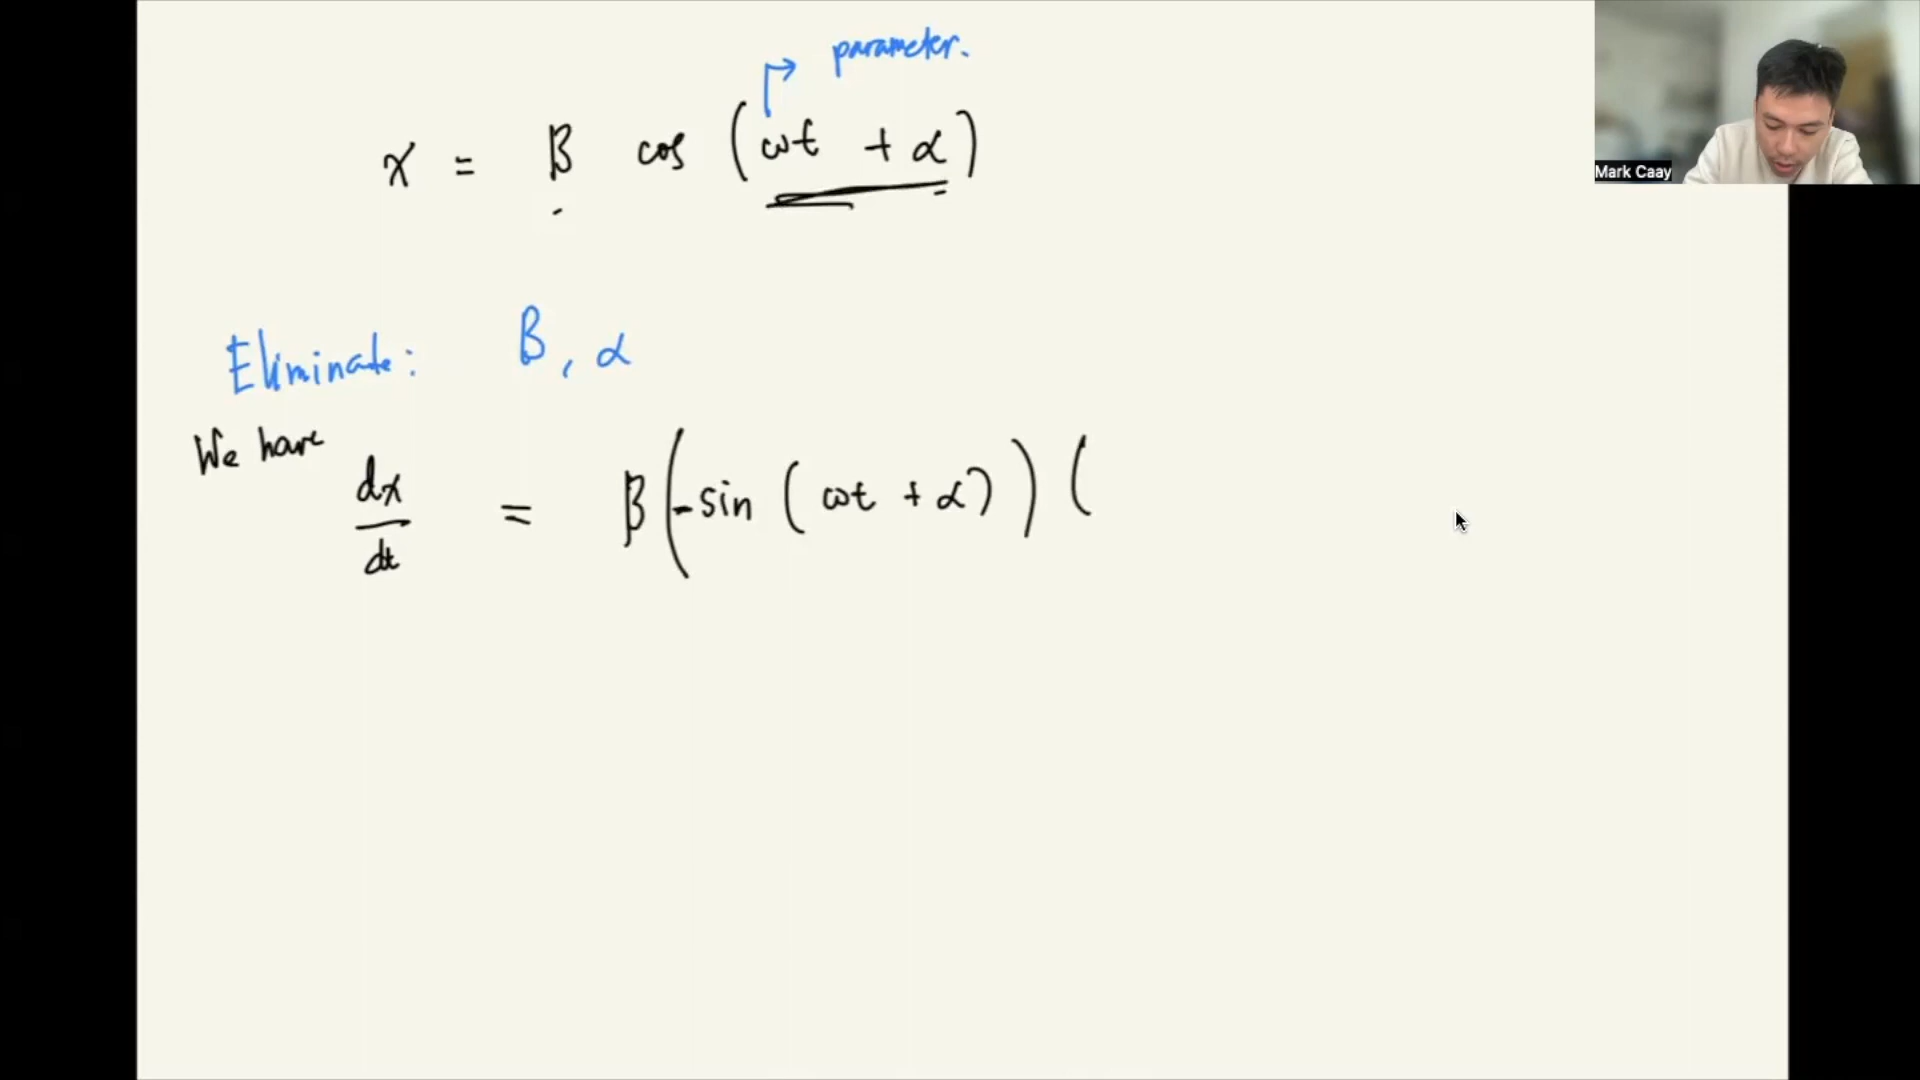 parameter.
x = B cos (ωt + α)
Mark Caay
Eliminate: B, α
We have
dx/dt = B(-sin (ωt + α)) (